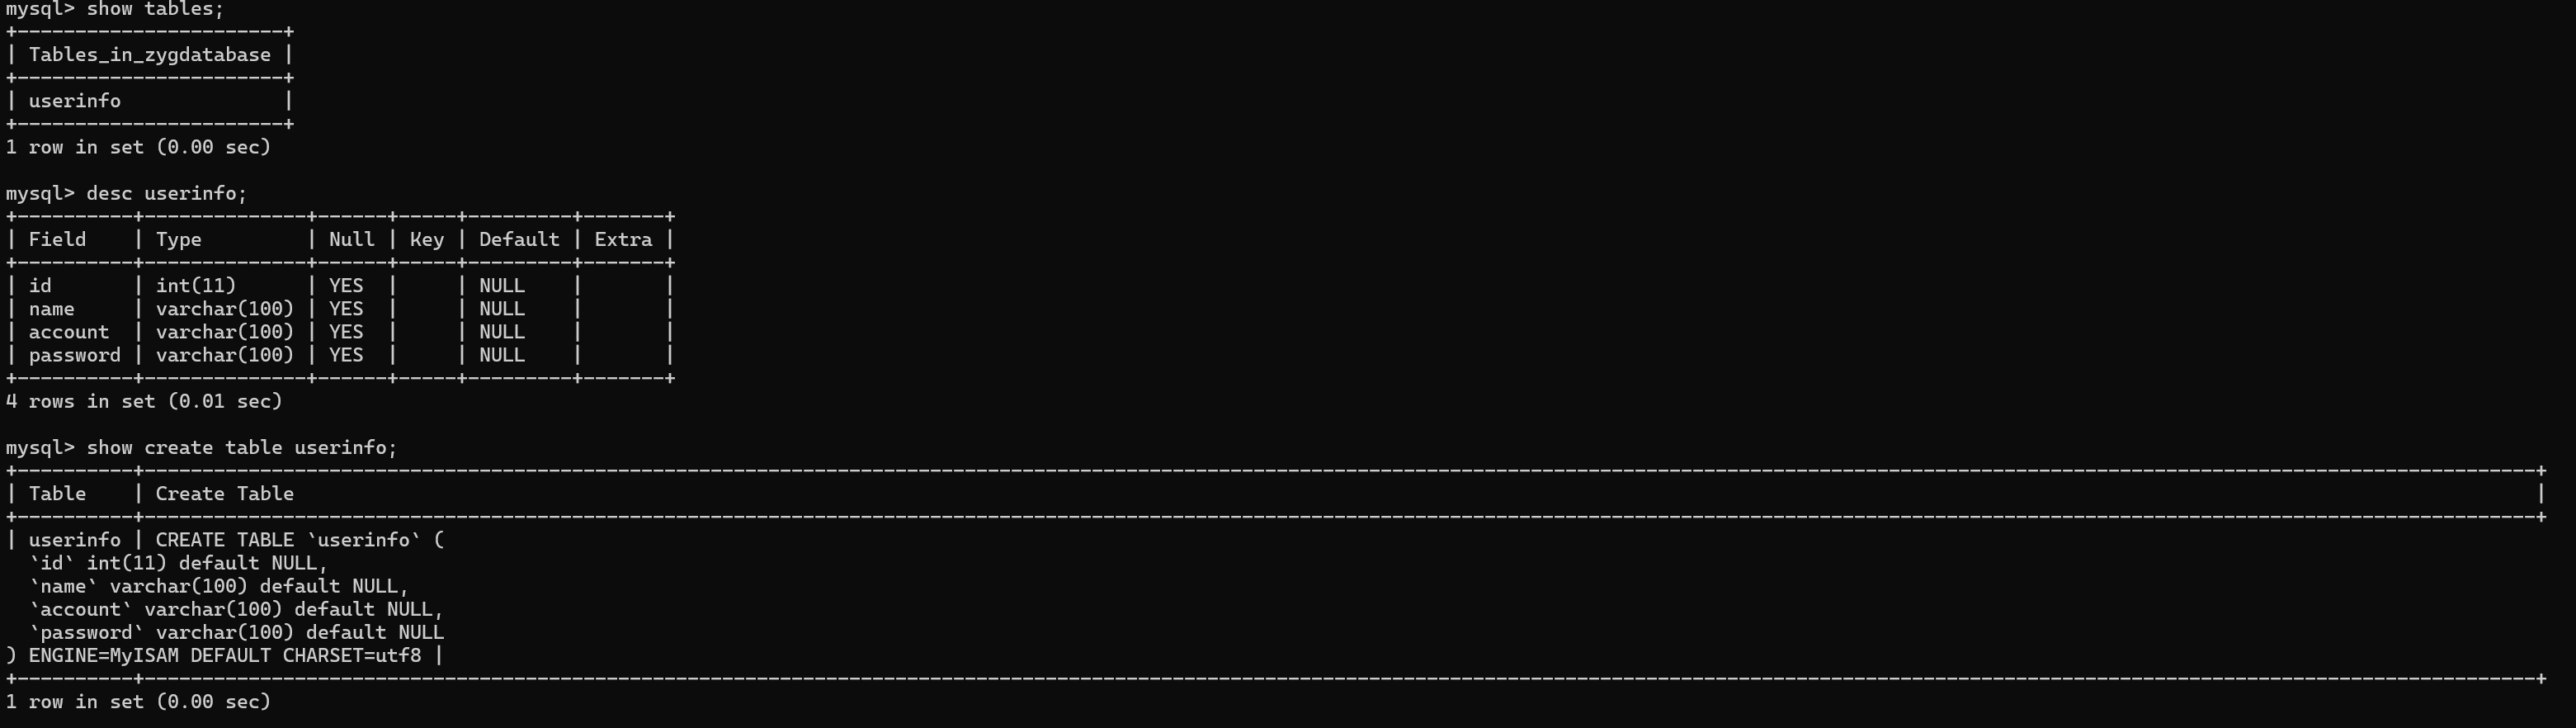 mysql> show tables;
+-----------------------+
| Tables_in_zygdatabase |
+-----------------------+
| userinfo              |
+-----------------------+
1 row in set (0.00 sec)

mysql> desc userinfo;
+----------+--------------+------+-----+---------+-------+
| Field    | Type         | Null | Key | Default | Extra |
+----------+--------------+------+-----+---------+-------+
| id       | int(11)      | YES  |     | NULL    |       |
| name     | varchar(100) | YES  |     | NULL    |       |
| account  | varchar(100) | YES  |     | NULL    |       |
| password | varchar(100) | YES  |     | NULL    |       |
+----------+--------------+------+-----+---------+-------+
4 rows in set (0.01 sec)

mysql> show create table userinfo;
+----------+--------------------------------------------------+
| Table    | Create Table                                     |
+----------+--------------------------------------------------+
| userinfo | CREATE TABLE `userinfo` (
  `id` int(11) default NULL,
  `name` varchar(100) default NULL,
  `account` varchar(100) default NULL,
  `password` varchar(100) default NULL
) ENGINE=MyISAM DEFAULT CHARSET=utf8 |
+----------+--------------------------------------------------+
1 row in set (0.00 sec)